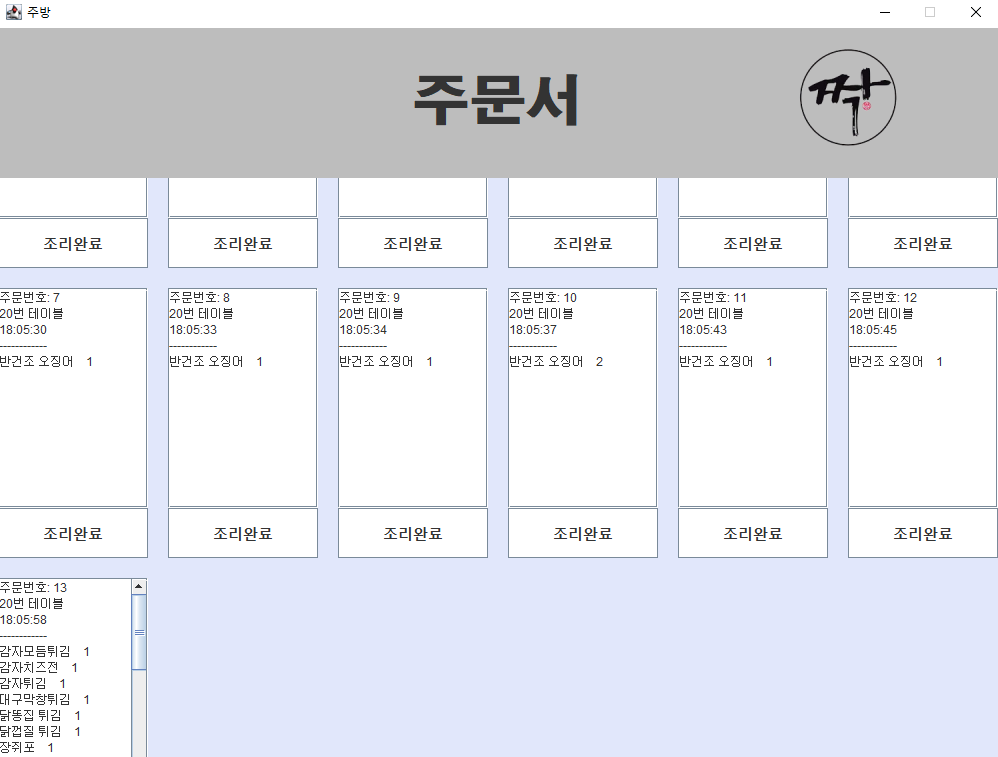 주방
주문서
짝
조리완료 조리완료 조리완료 조리완료 조리완료 조리완료
주문번호: 7
20번 테이블
18:05:30
------------
반건조 오징어 1
조리완료
주문번호: 8
20번 테이블
18:05:33
------------
반건조 오징어 1
조리완료
주문번호: 9
20번 테이블
18:05:34
------------
반건조 오징어 1
조리완료
주문번호: 10
20번 테이블
18:05:37
------------
반건조 오징어 2
조리완료
주문번호: 11
20번 테이블
18:05:43
------------
반건조 오징어 1
조리완료
주문번호: 12
20번 테이블
18:05:45
------------
반건조 오징어 1
조리완료
주문번호: 13
20번 테이블
18:05:58
------------
감자모듬튀김 1
감자치즈전 1
감자튀김 1
대구막창튀김 1
닭똥집 튀김 1
닭껍질 튀김 1
장쥐포 1